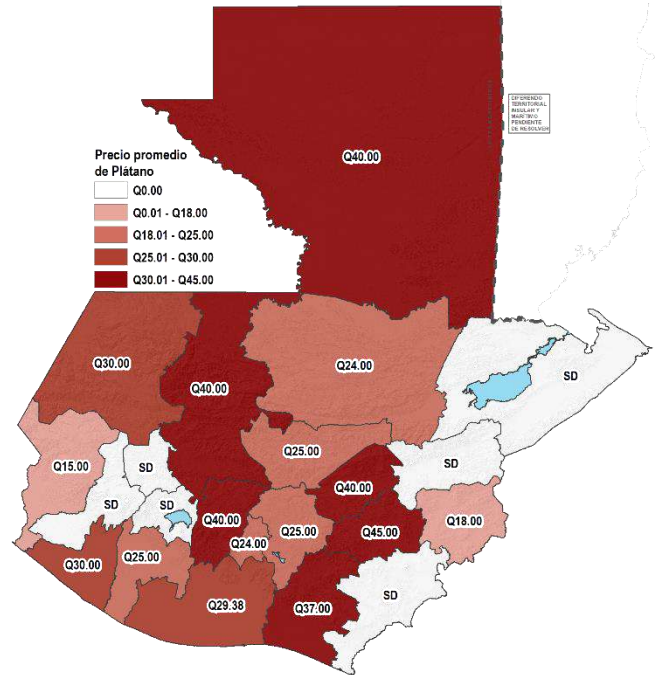 DIFERENDO
TERRITORIAL
INSULAR Y
MARÍTIMO
PENDIENTE
DE RESOLVER
Precio promedio
de Plátano
Q0.00
Q0.01 - Q18.00
Q18.01 - Q25.00
Q25.01 - Q30.00
Q30.01 - Q45.00
Q40.00
Q30.00
Q40.00
Q24.00
SD
Q15.00
SD
SD
SD
Q25.00
SD
Q40.00
Q40.00
Q24.00
Q25.00
Q45.00
Q18.00
Q30.00
Q25.00
Q29.38
Q37.00
SD